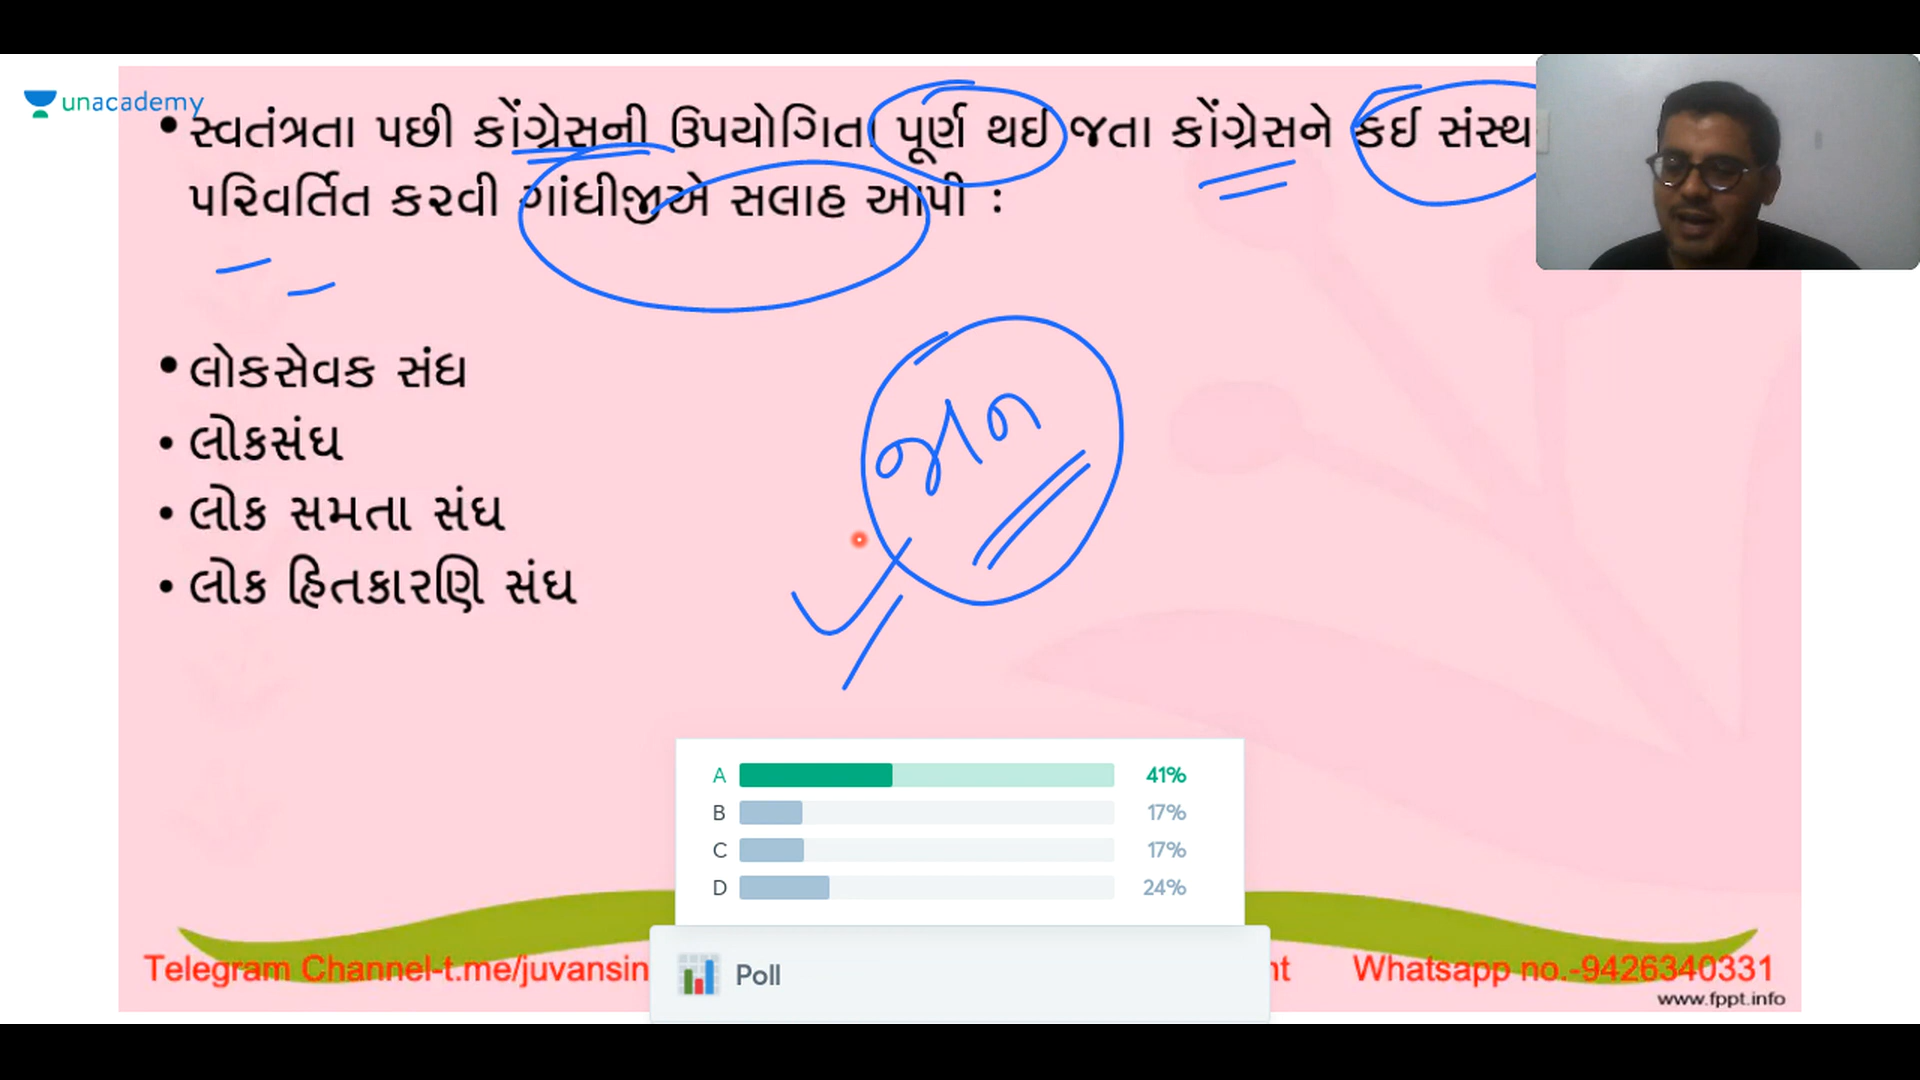 unacademy
• સ્વતંત્રતા પછી કોંગ્રેસની ઉપયોગિતા પૂર્ણ થઈ જતા કોંગ્રેસને કઈ
પરિવર્તિત કરવી ગાંધીજીએ સલાહ આપી :
• લોકસેવક સંઘ
• લોકસંઘ
• લોક સમતા સંઘ
• લોક હિતકારણિ સંઘ
A 41%
B 17%
C 17%
D 24%
Poll
Telegram Channel-t.me/juvansin
Whatsapp no.-9426340331
www.fppt.info